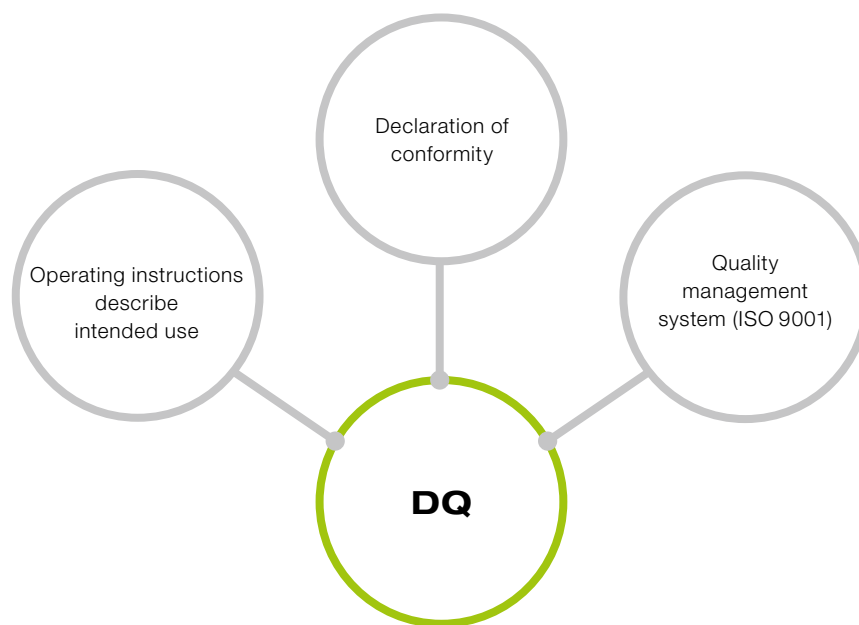 Declaration of
conformity
Operating instructions
describe
intended use
Quality
management
system (ISO 9001)
DQ